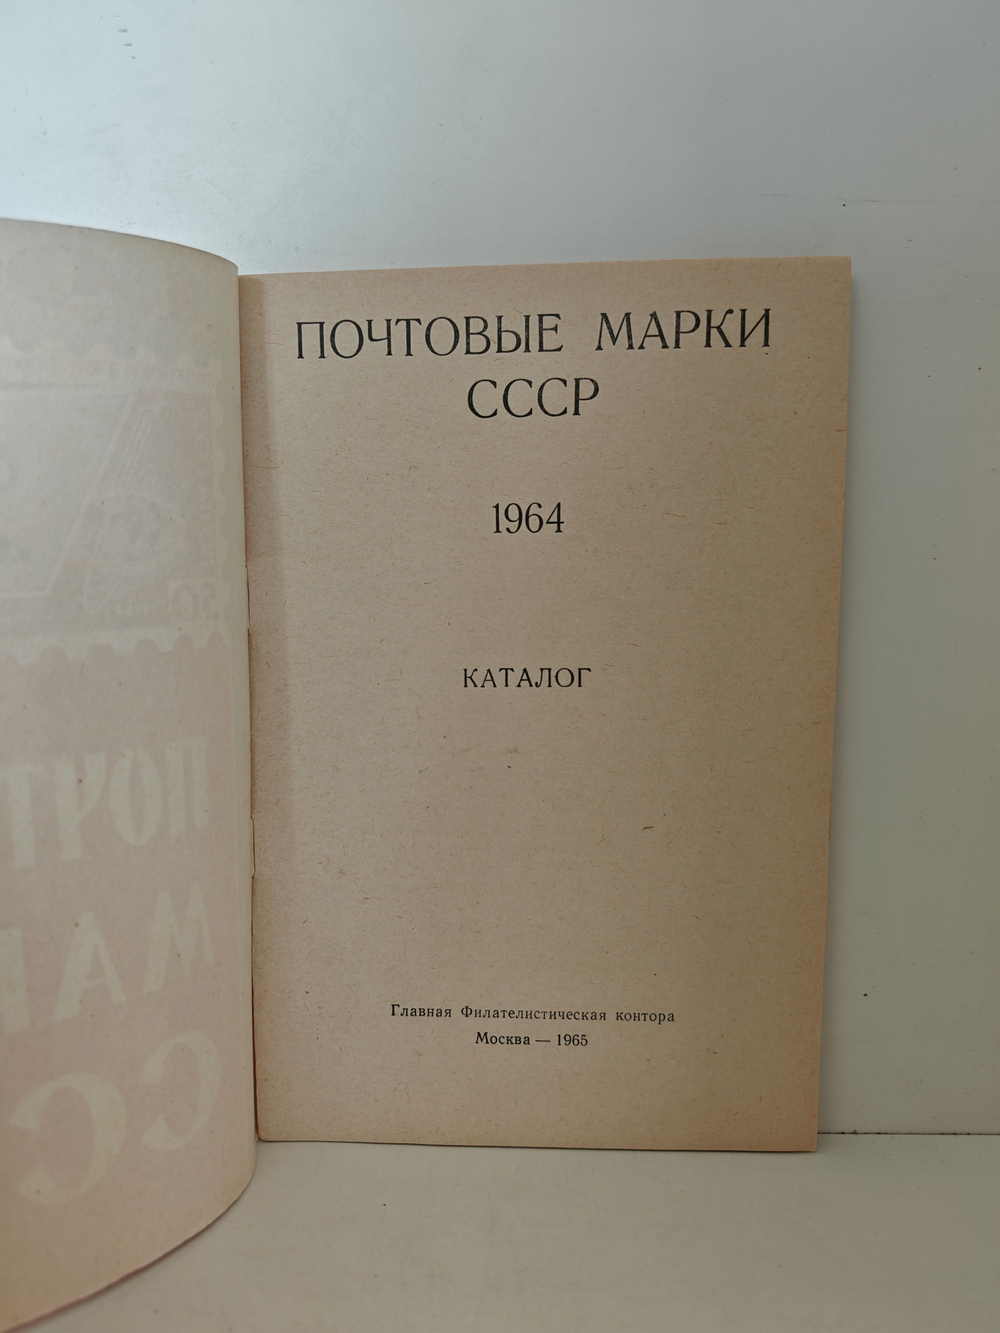 ПОЧТОВЫЕ МАРКИ
СССР
1964
КАТАЛОГ
Главная Филателистическая контора
Москва — 1965